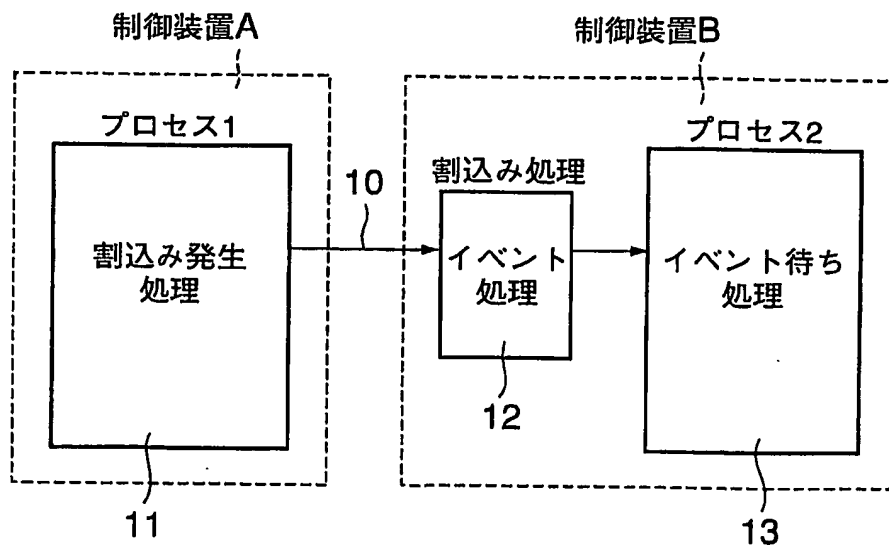 制御装置A
制御装置B
プロセス1
プロセス2
割込み処理
10
割込み発生
処理
イベント
処理
イベント待ち
処理
12
11
13